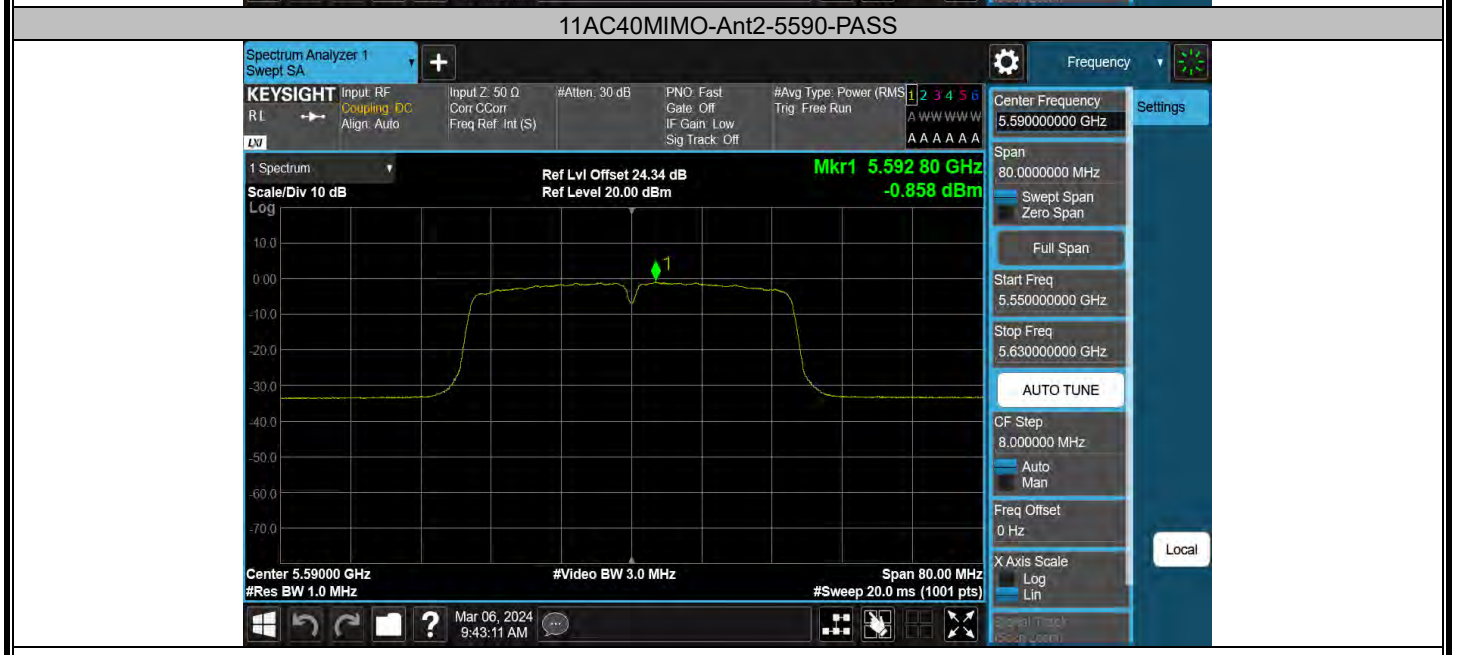 11AC40MIMO-Ant2-5590-PASS
Spectrum Analyzer 1
Swept SA
Frequency
KEYSIGHT
RL
LXI
Input: RF
Coupling: DC
Align: Auto
Input Z: 50 Ω
Corr CCorr
Freq Ref: Int (S)
#Atten: 30 dB
PNO: Fast
Gate: Off
IF Gain: Low
Sig Track: Off
#Avg Type: Power (RMS
Trig: Free Run
1 2 3 4 5 6
A W W W W W
A A A A A A
1 Spectrum
Scale/Div 10 dB
Log
Ref Lvl Offset 24.34 dB
Ref Level 20.00 dBm
Mkr1 5.592 80 GHz
-0.858 dBm
10.0
0.00
-10.0
-20.0
-30.0
-40.0
-50.0
-60.0
-70.0
1
Center 5.59000 GHz
#Res BW 1.0 MHz
#Video BW 3.0 MHz
Span 80.00 MHz
#Sweep 20.0 ms (1001 pts)
Mar 06, 2024
9:43:11 AM
Center Frequency
5.590000000 GHz
Span
80.0000000 MHz
Swept Span
Zero Span
Full Span
Start Freq
5.550000000 GHz
Stop Freq
5.630000000 GHz
AUTO TUNE
CF Step
8.000000 MHz
Auto
Man
Freq Offset
0 Hz
X Axis Scale
Log
Lin
Signal Track
(Span Zoom)
Settings
Local